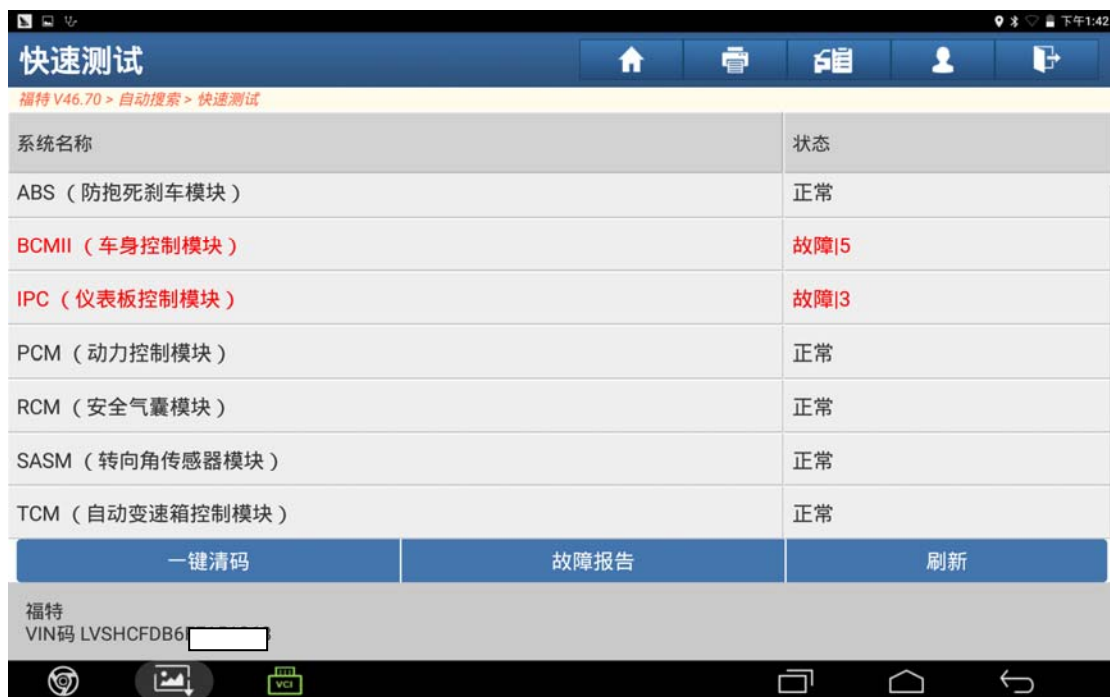 下午1:42
快速测试
福特 V46.70 > 自动搜索 > 快速测试
系统名称 状态
ABS （防抱死刹车模块） 正常
BCMII （车身控制模块） 故障|5
IPC （仪表板控制模块） 故障|3
PCM （动力控制模块） 正常
RCM （安全气囊模块） 正常
SASM （转向角传感器模块） 正常
TCM （自动变速箱控制模块） 正常
一键清码 故障报告 刷新
福特
VIN码 LVSHCFDB6
VCI